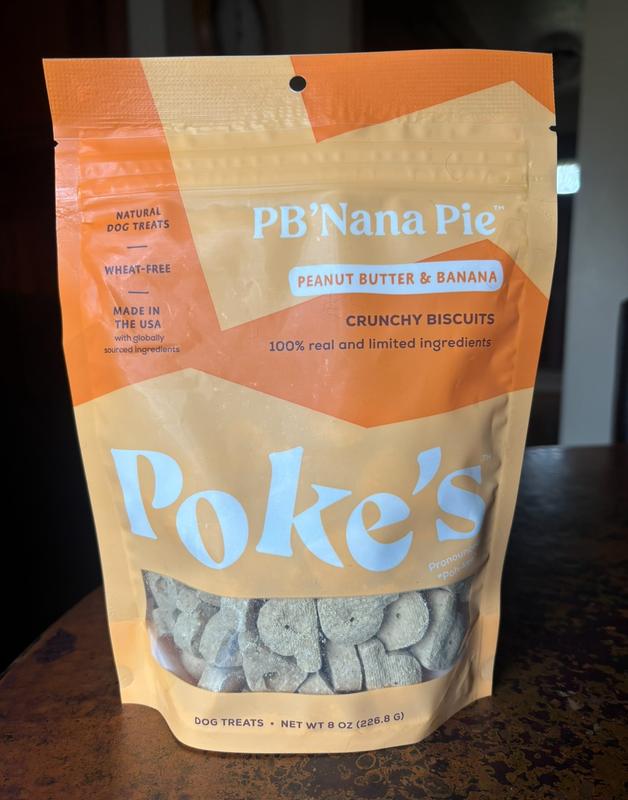 NATURAL
DOG TREATS
WHEAT-FREE
MADE IN
THE USA
with globally
sourced ingredients
PB'Nana Pie™
PEANUT BUTTER & BANANA
CRUNCHY BISCUITS
100% real and limited ingredients
Poke's™
DOG TREATS • NET WT 8 OZ (226.8 G)